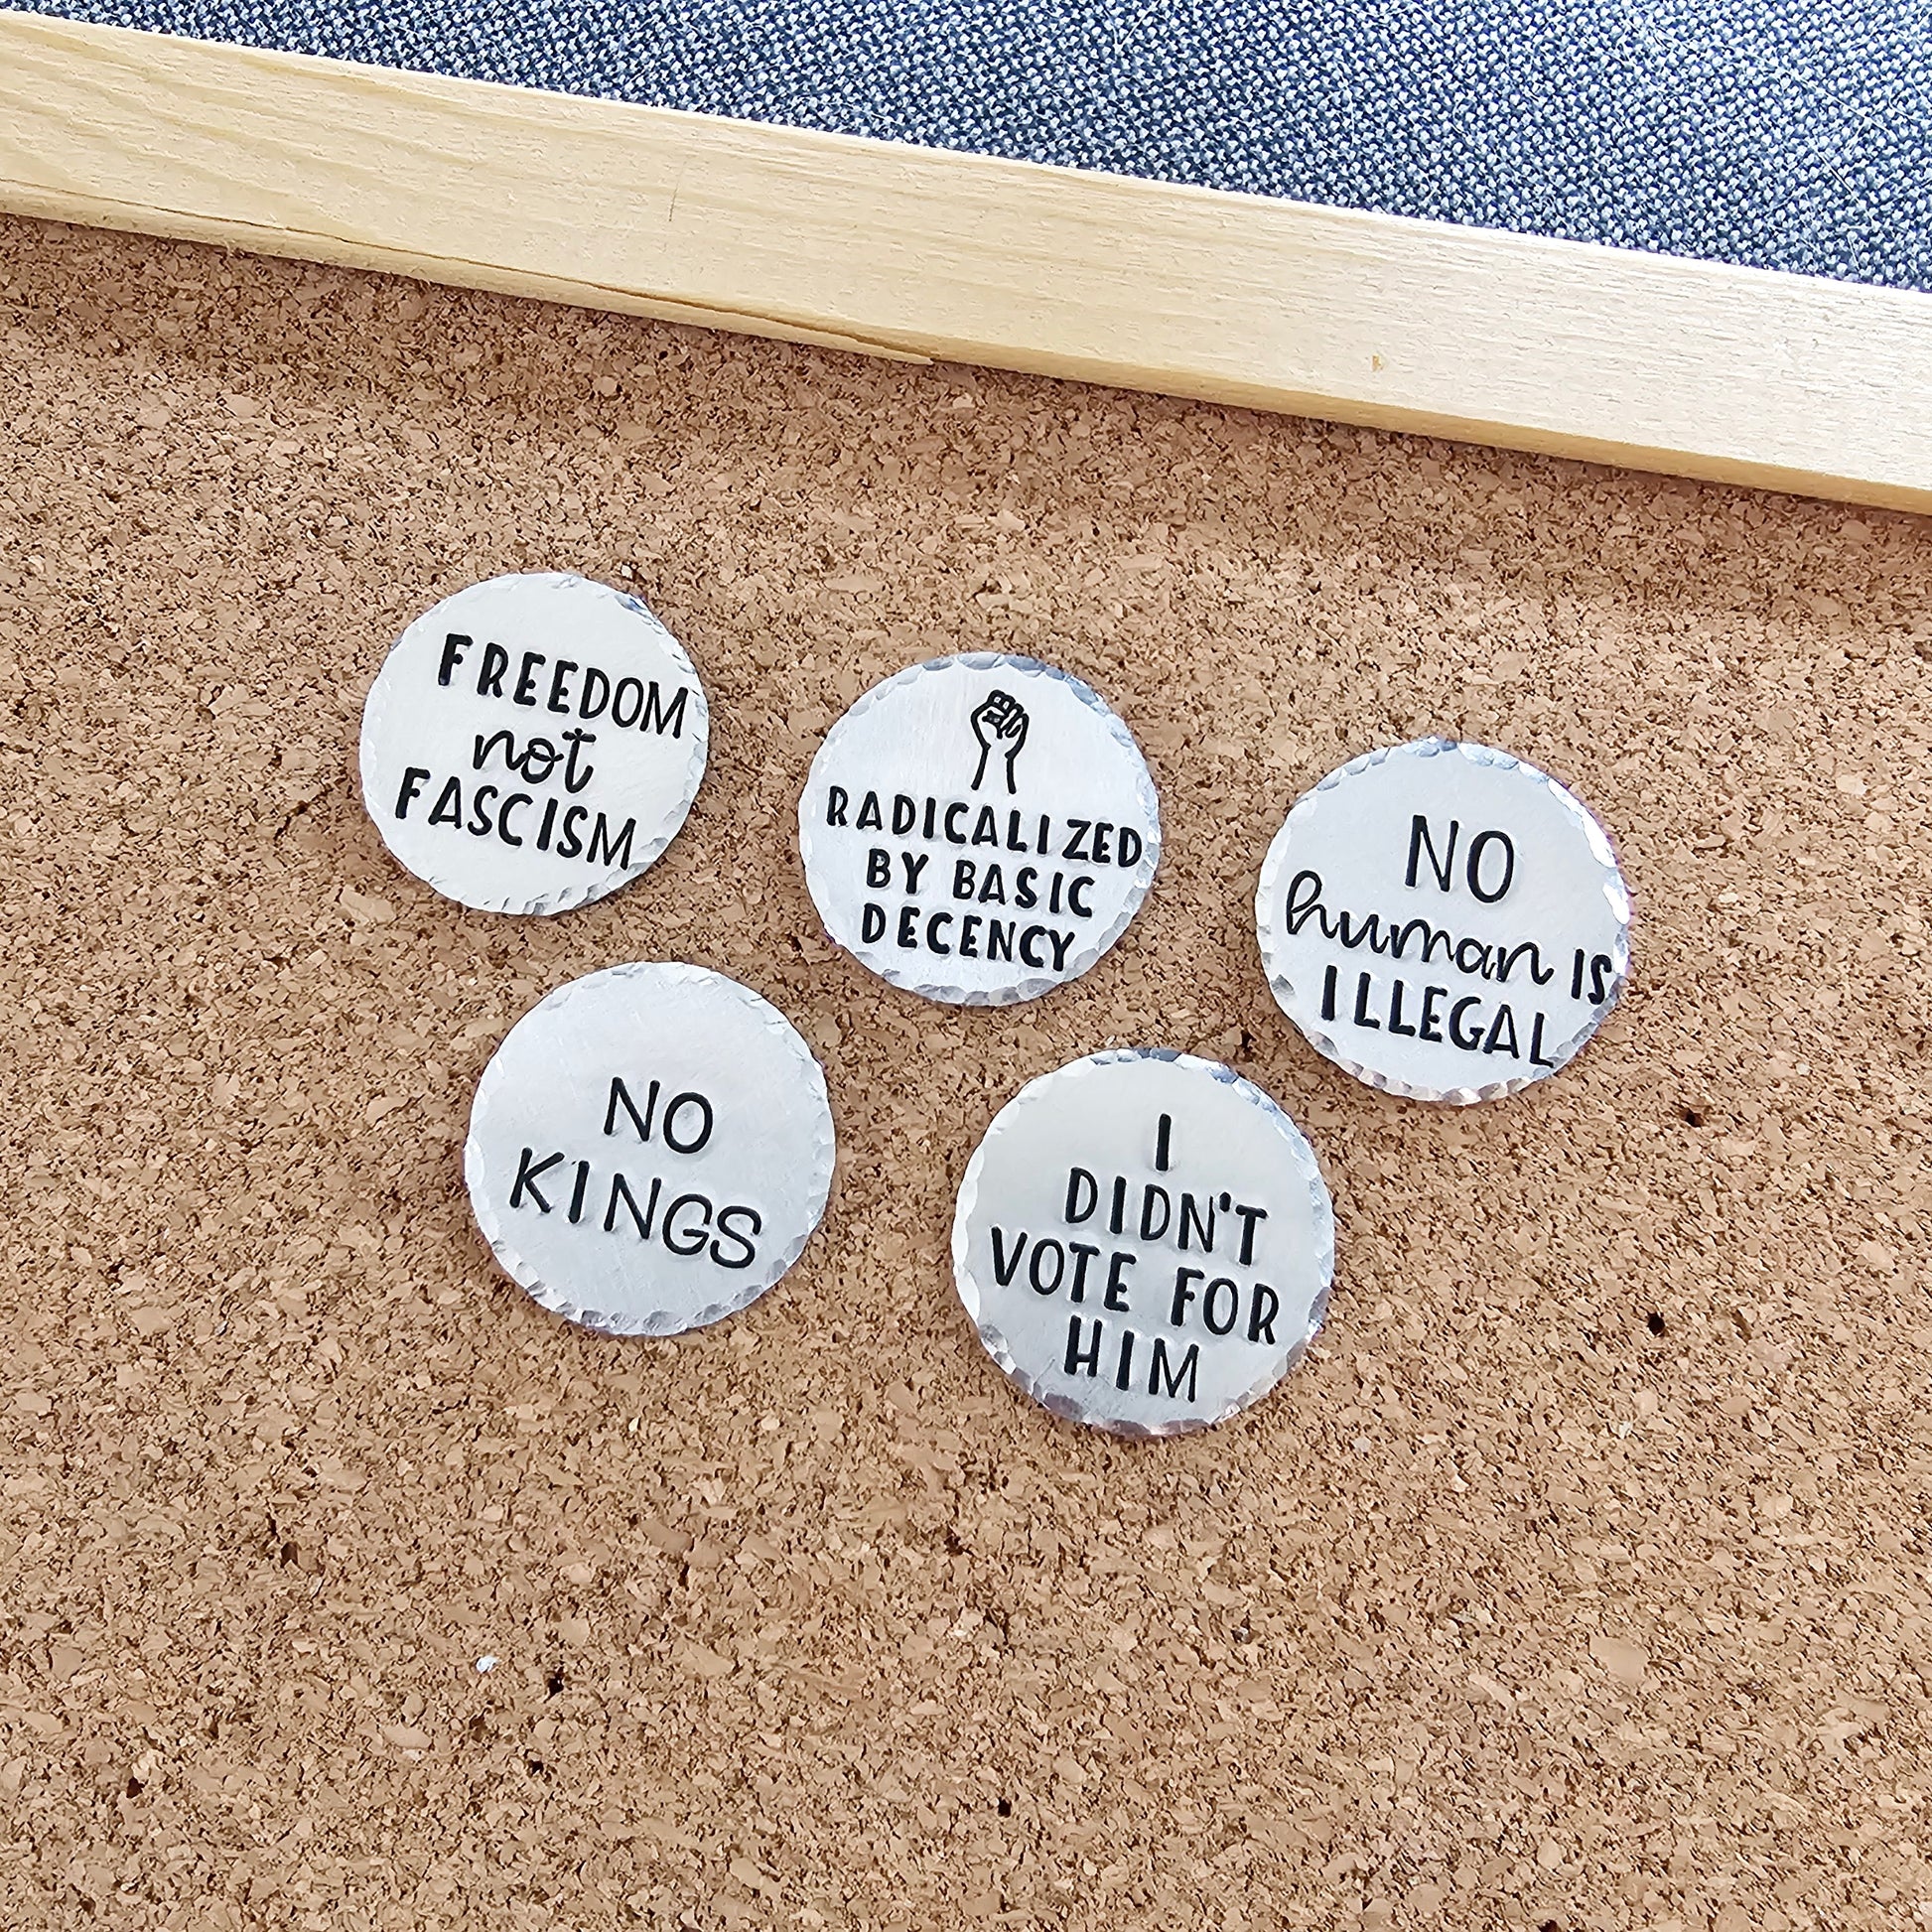 FREEDOM
not
FASCISM
RADICALIZED
BY BASIC
DECENCY
NO
human IS
ILLEGAL
NO
KINGS
I
DIDN'T
VOTE FOR
HIM